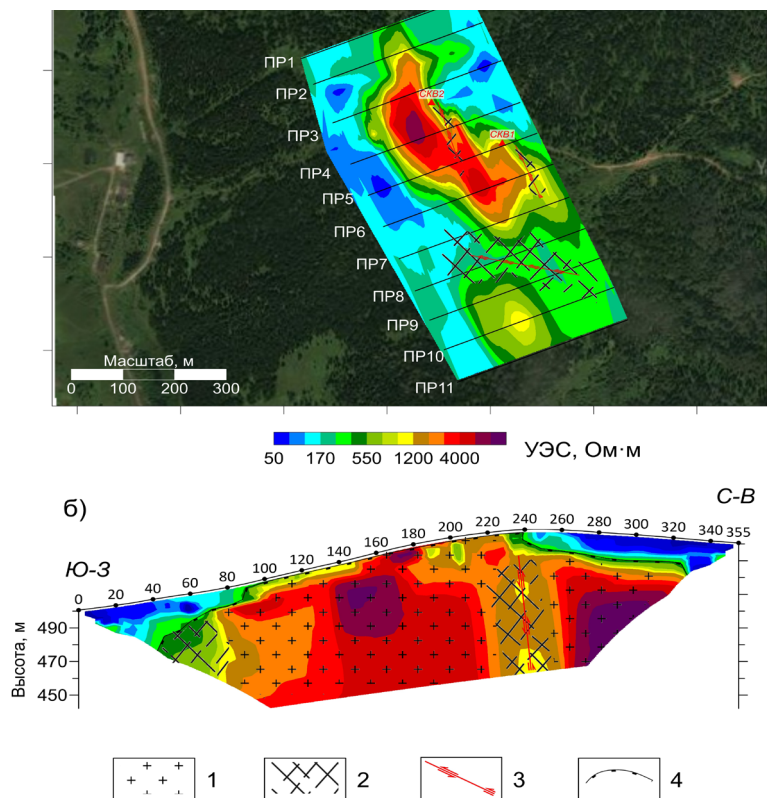 ПР1
ПР2
СКВ2
ПР3
СКВ1
ПР4
ПР5
ПР6
ПР7
ПР8
ПР9
ПР10
ПР11
Масштаб, м
0 100 200 300
50 170 550 1200 4000 УЭС, Ом·м
б)
С-В
Ю-З
0 20 40 60 80 100 120 140 160 180 200 220 240 260 280 300 320 340 355
Высота, м
490
470
450
1 2 3 4